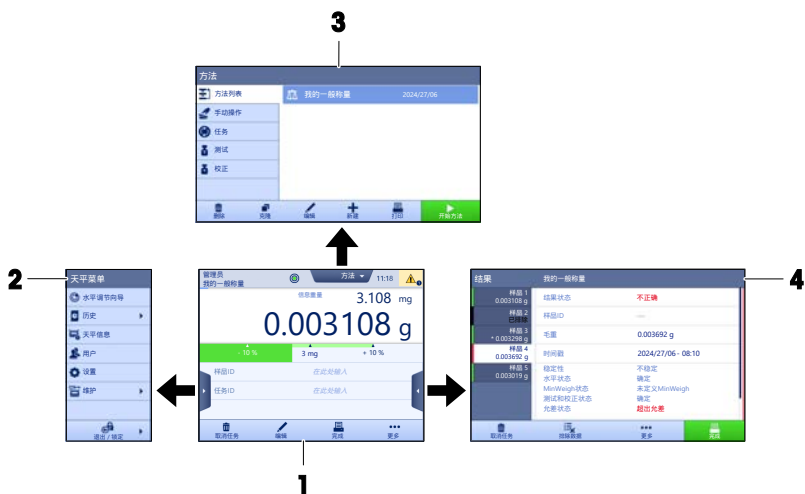 3
方法
方法列表
我的一般称量 2024/27/06
手动操作
任务
测试
校正
删除 克隆 编辑 新建 打印 开始方法
2
天平菜单
水平调节向导
历史
天平信息
用户
设置
维护
退出 / 锁定
管理员
我的一般称量
方法 11:18
信息重量 3.108 mg
0.003108 g
- 10 % 3 mg + 10 %
样品ID 在此处输入
任务ID 在此处输入
取消任务 编辑 完成 更多
1
4
结果 我的一般称量
样品 1
0.003108 g
样品 2
已排除
样品 3
* 0.003298 g
样品 4
0.003692 g
样品 5
0.003019 g
结果状态 不正确
样品ID ---
毛重 0.003692 g
时间戳 2024/27/06 - 08:10
稳定性 不稳定
水平状态 确定
MinWeigh状态 未定义MinWeigh
测试和校正状态 确定
允差状态 超出允差
取消任务 排除数据 更多 完成